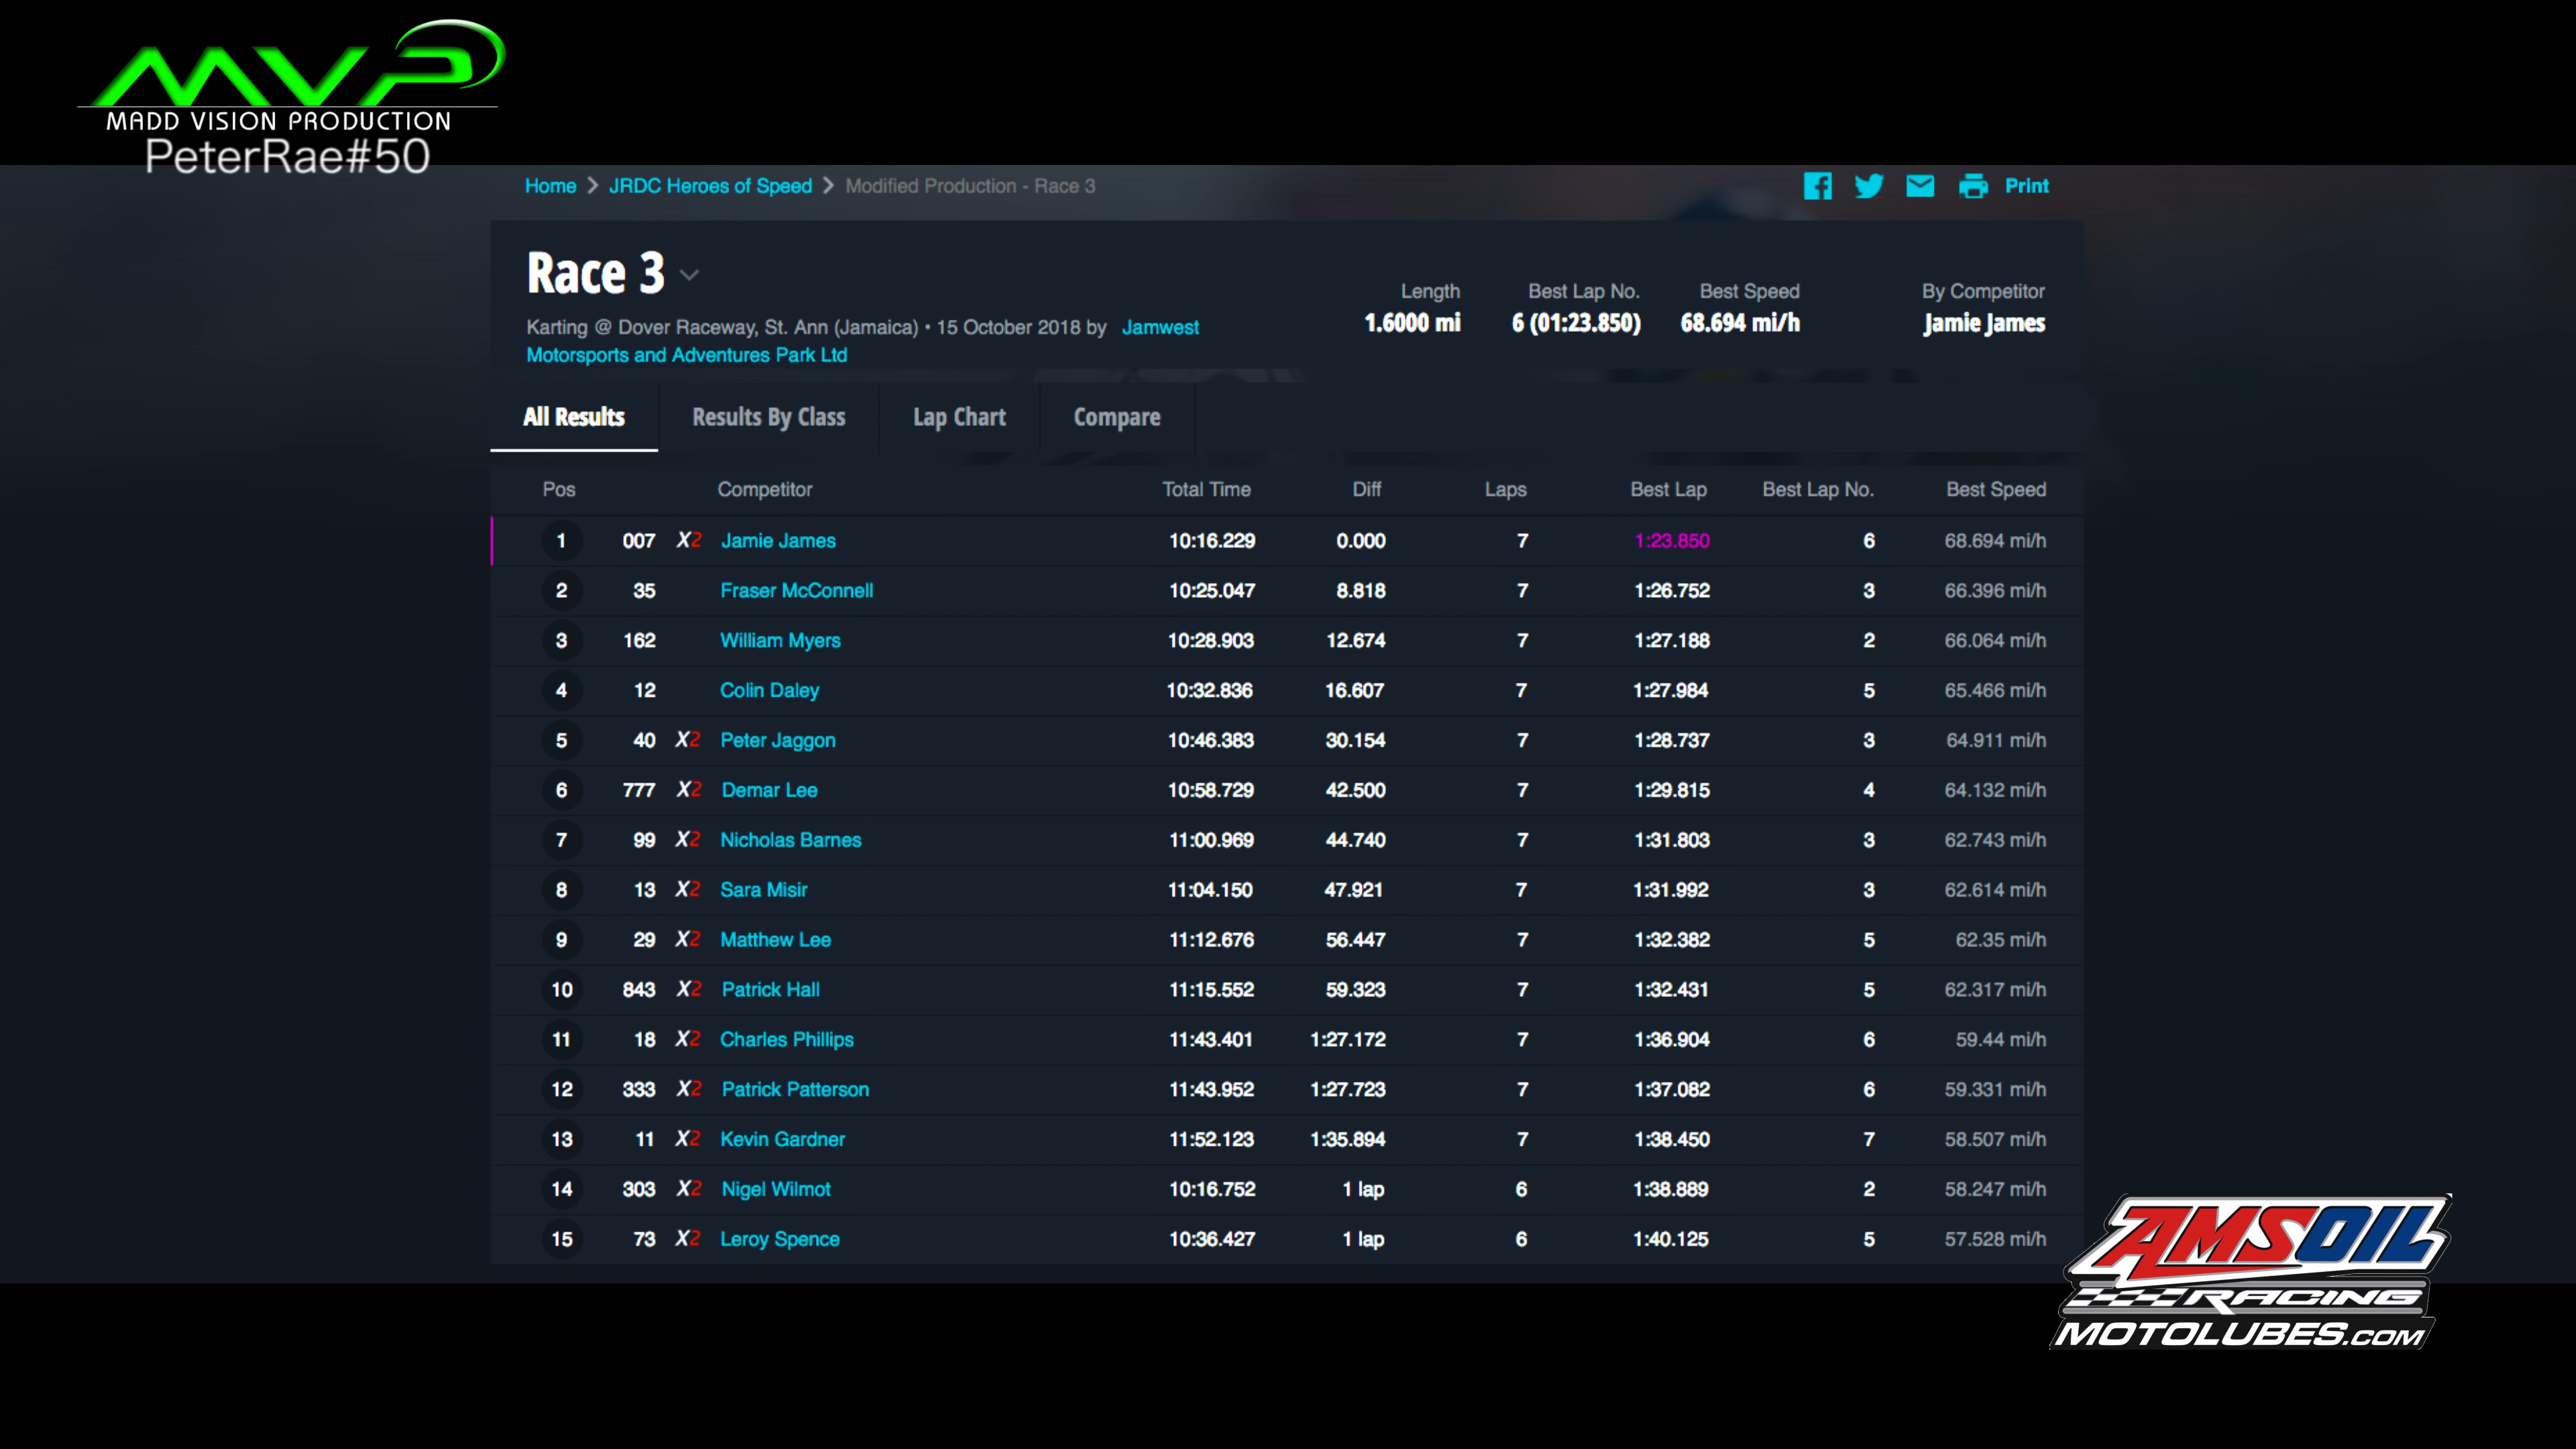 MVP
MADD VISION PRODUCTION
PeterRae#50
Home > JRDC Heroes of Speed > Modified Production - Race 3
Print
Race 3
Karting @ Dover Raceway, St. Ann (Jamaica) • 15 October 2018 by Jamwest
Motorsports and Adventures Park Ltd
Length Best Lap No. Best Speed By Competitor
1.6000 mi 6 (01:23.850) 68.694 mi/h Jamie James
All Results Results By Class Lap Chart Compare
Pos Competitor Total Time Diff Laps Best Lap Best Lap No. Best Speed
1 007 X2 Jamie James 10:16.229 0.000 7 1:23.850 6 68.694 mi/h
2 35 Fraser McConnell 10:25.047 8.818 7 1:26.752 3 66.396 mi/h
3 162 William Myers 10:28.903 12.674 7 1:27.188 2 66.064 mi/h
4 12 Colin Daley 10:32.836 16.607 7 1:27.984 5 65.466 mi/h
5 40 X2 Peter Jaggon 10:46.383 30.154 7 1:28.737 3 64.911 mi/h
6 777 X2 Demar Lee 10:58.729 42.500 7 1:29.815 4 64.132 mi/h
7 99 X2 Nicholas Barnes 11:00.969 44.740 7 1:31.803 3 62.743 mi/h
8 13 X2 Sara Misir 11:04.150 47.921 7 1:31.992 3 62.614 mi/h
9 29 X2 Matthew Lee 11:12.676 56.447 7 1:32.382 5 62.35 mi/h
10 843 X2 Patrick Hall 11:15.552 59.323 7 1:32.431 5 62.317 mi/h
11 18 X2 Charles Phillips 11:43.401 1:27.172 7 1:36.904 6 59.44 mi/h
12 333 X2 Patrick Patterson 11:43.952 1:27.723 7 1:37.082 6 59.331 mi/h
13 11 X2 Kevin Gardner 11:52.123 1:35.894 7 1:38.450 7 58.507 mi/h
14 303 X2 Nigel Wilmot 10:16.752 1 lap 6 1:38.889 2 58.247 mi/h
15 73 X2 Leroy Spence 10:36.427 1 lap 6 1:40.125 5 57.528 mi/h
AMSOIL
RACING
MOTOLUBES.COM